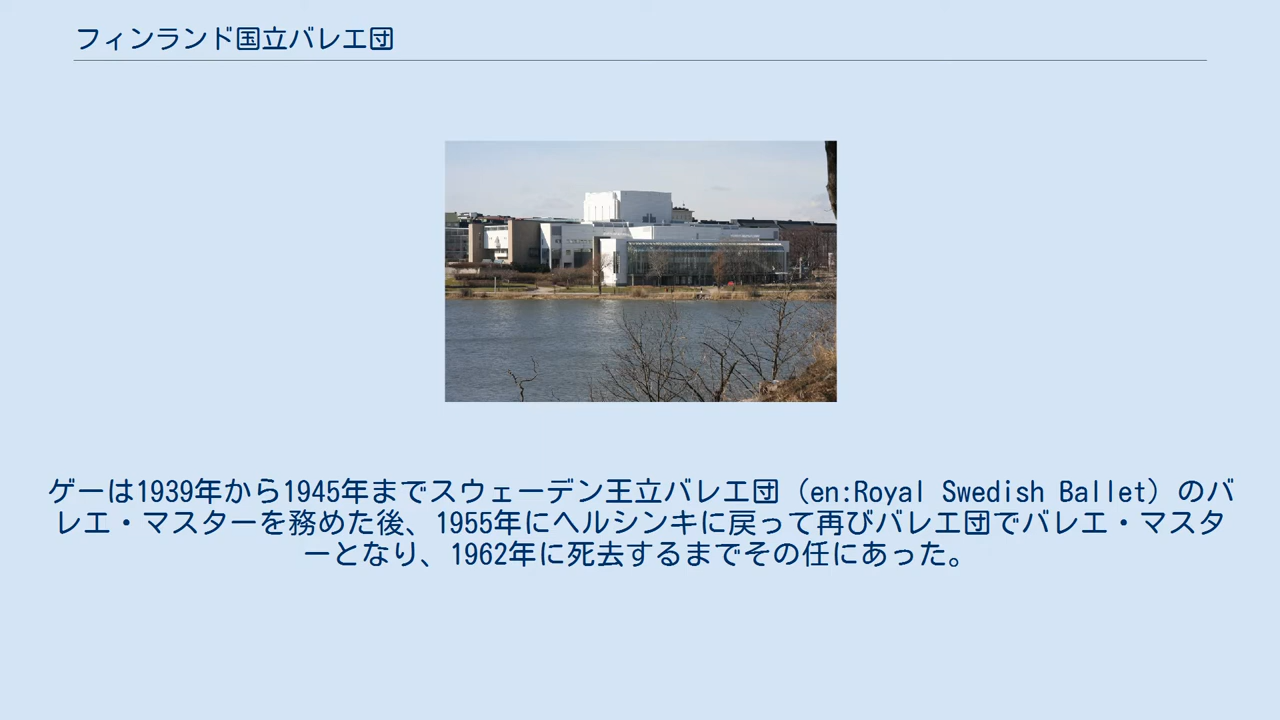 フィンランド国立バレエ団
ゲーは1939年から1945年までスウェーデン王立バレエ団（en:Royal Swedish Ballet）のバ
レエ・マスターを務めた後、1955年にヘルシンキに戻って再びバレエ団でバレエ・マスタ
ーとなり、1962年に死去するまでその任にあった。